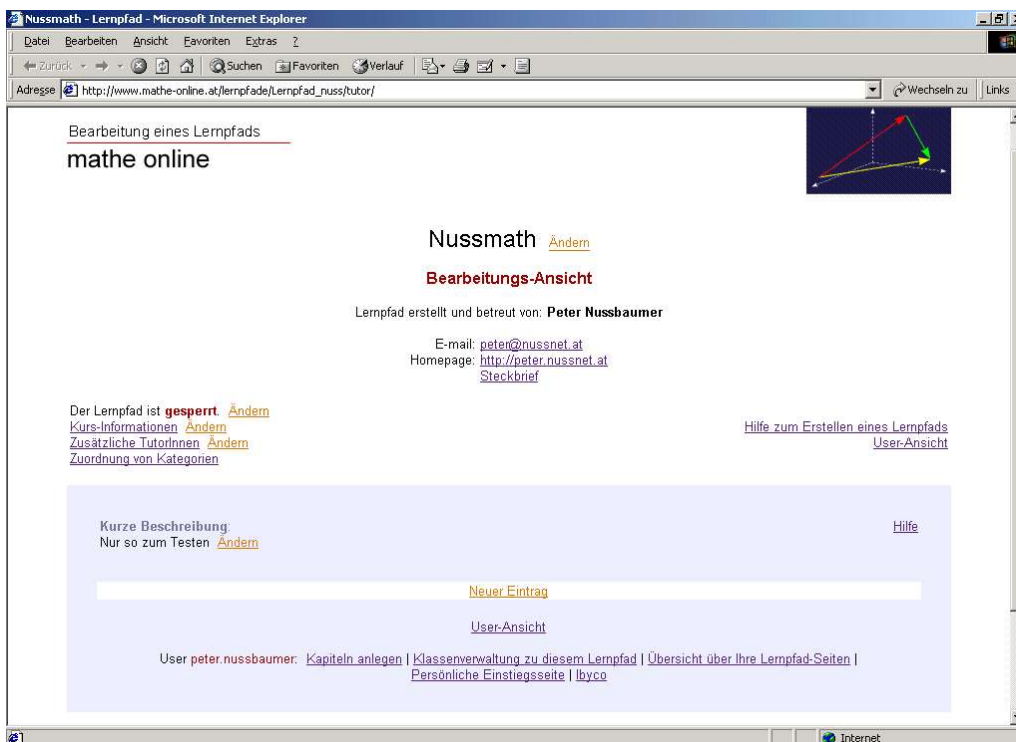 Nussmath - Lernpfad - Microsoft Internet Explorer
Datei Bearbeiten Ansicht Favoriten Extras ?
Zurück Suchen Favoriten Verlauf
Adresse http://www.mathe-online.at/lernpfade/Lernpfad_nuss/tutor/ Wechseln zu Links
Bearbeitung eines Lernpfads
mathe online
Nussmath Ändern
Bearbeitungs-Ansicht
Lernpfad erstellt und betreut von: Peter Nussbaumer
E-mail: peter@nussnet.at
Homepage: http://peter.nussnet.at
Steckbrief
Der Lernpfad ist gesperrt. Ändern
Kurs-Informationen Ändern
Zusätzliche TutorInnen Ändern
Zuordnung von Kategorien
Hilfe zum Erstellen eines Lernpfads
User-Ansicht
Kurze Beschreibung:
Nur so zum Testen Ändern
Hilfe
Neuer Eintrag
User-Ansicht
User peter.nussbaumer: Kapiteln anlegen | Klassenverwaltung zu diesem Lernpfad | Übersicht über Ihre Lernpfad-Seiten |
Persönliche Einstiegsseite | Ibyco
Internet